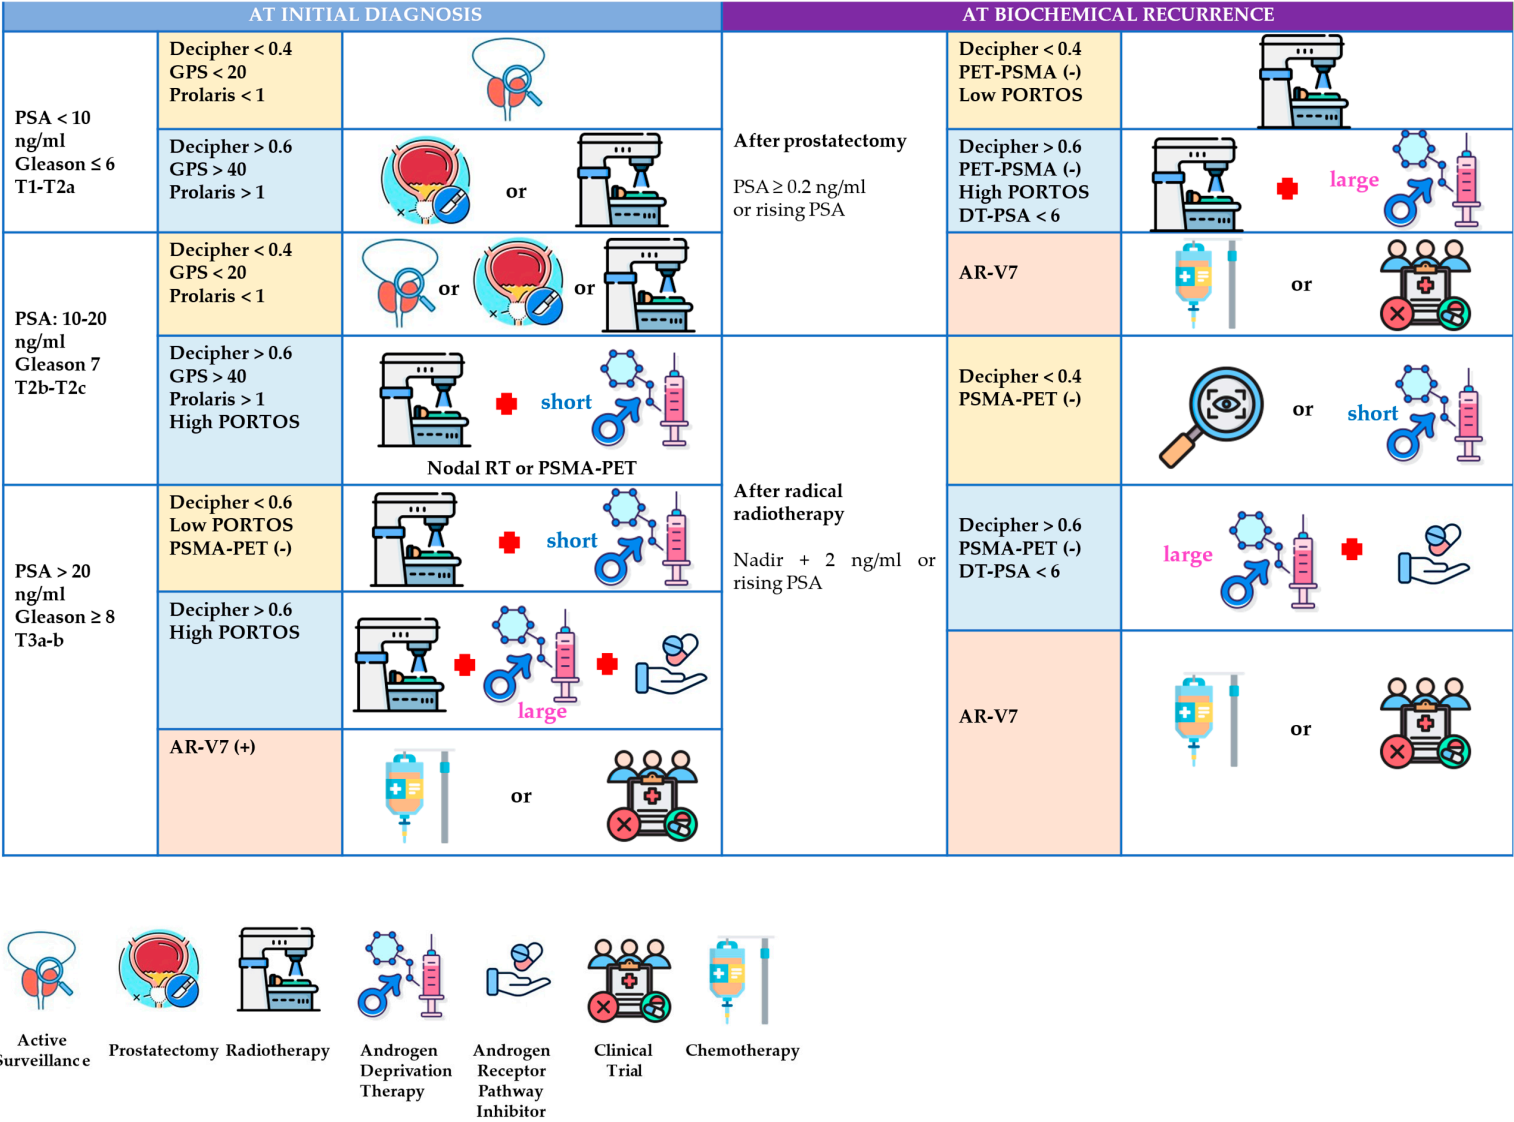 AT INITIAL DIAGNOSIS
PSA < 10
ng/ml
Gleason ≤ 6
T1-T2a
Decipher < 0.4
GPS < 20
Prolaris < 1
Decipher > 0.6
GPS > 40
Prolaris > 1
or
PSA: 10-20
ng/ml
Gleason 7
T2b-T2c
Decipher < 0.4
GPS < 20
Prolaris < 1
or
or
Decipher > 0.6
GPS > 40
Prolaris > 1
High PORTOS
short
Nodal RT or PSMA-PET
PSA > 20
ng/ml
Gleason ≥ 8
T3a-b
Decipher < 0.6
Low PORTOS
PSMA-PET (-)
short
Decipher > 0.6
High PORTOS
large
AR-V7 (+)
or
AT BIOCHEMICAL RECURRENCE
After prostatectomy
PSA ≥ 0.2 ng/ml
or rising PSA
Decipher < 0.4
PET-PSMA (-)
Low PORTOS
Decipher > 0.6
PET-PSMA (-)
High PORTOS
DT-PSA < 6
large
AR-V7
or
After radical
radiotherapy
Nadir + 2 ng/ml or
rising PSA
Decipher < 0.4
PSMA-PET (-)
or
short
Decipher > 0.6
PSMA-PET (-)
DT-PSA < 6
large
AR-V7
or
Active
Surveillance
Prostatectomy
Radiotherapy
Androgen
Deprivation
Therapy
Androgen
Receptor
Pathway
Inhibitor
Clinical
Trial
Chemotherapy